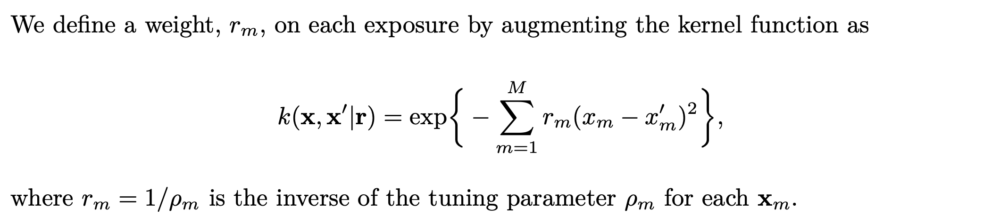 We define a weight, $r_m$, on each exposure by augmenting the kernel function as
$$k(\mathbf{x}, \mathbf{x}'|\mathbf{r}) = \exp\left\{ - \sum_{m=1}^{M} r_m (x_m - x'_m)^2 \right\},$$
where $r_m = 1/\rho_m$ is the inverse of the tuning parameter $\rho_m$ for each $\mathbf{x}_m$.